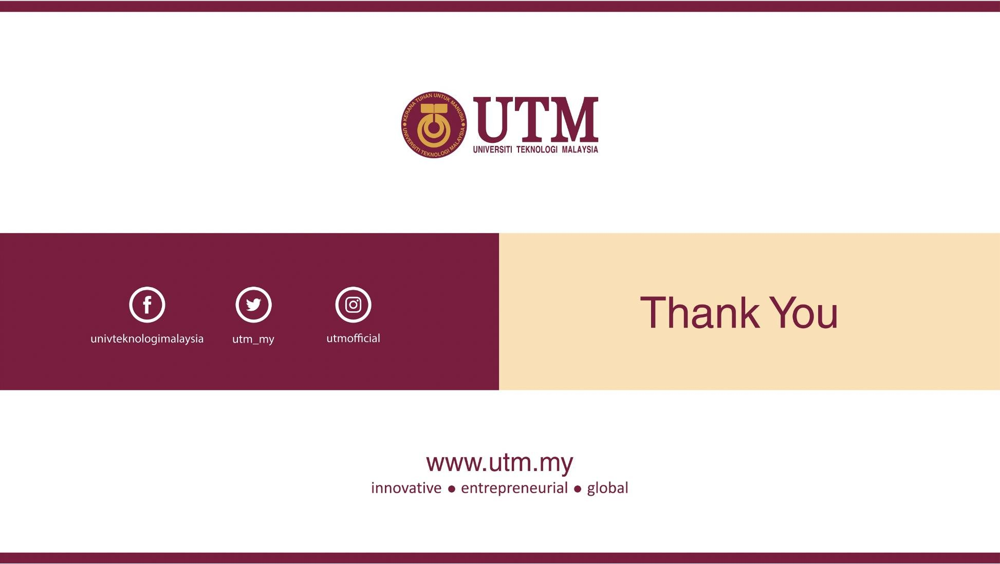 KERANA TUHAN UNTUK MANUSIA
UNIVERSITI TEKNOLOGI MALAYSIA
UTM
UNIVERSITI TEKNOLOGI MALAYSIA
univteknologimalaysia
utm_my
utmofficial
Thank You
www.utm.my
innovative ● entrepreneurial ● global